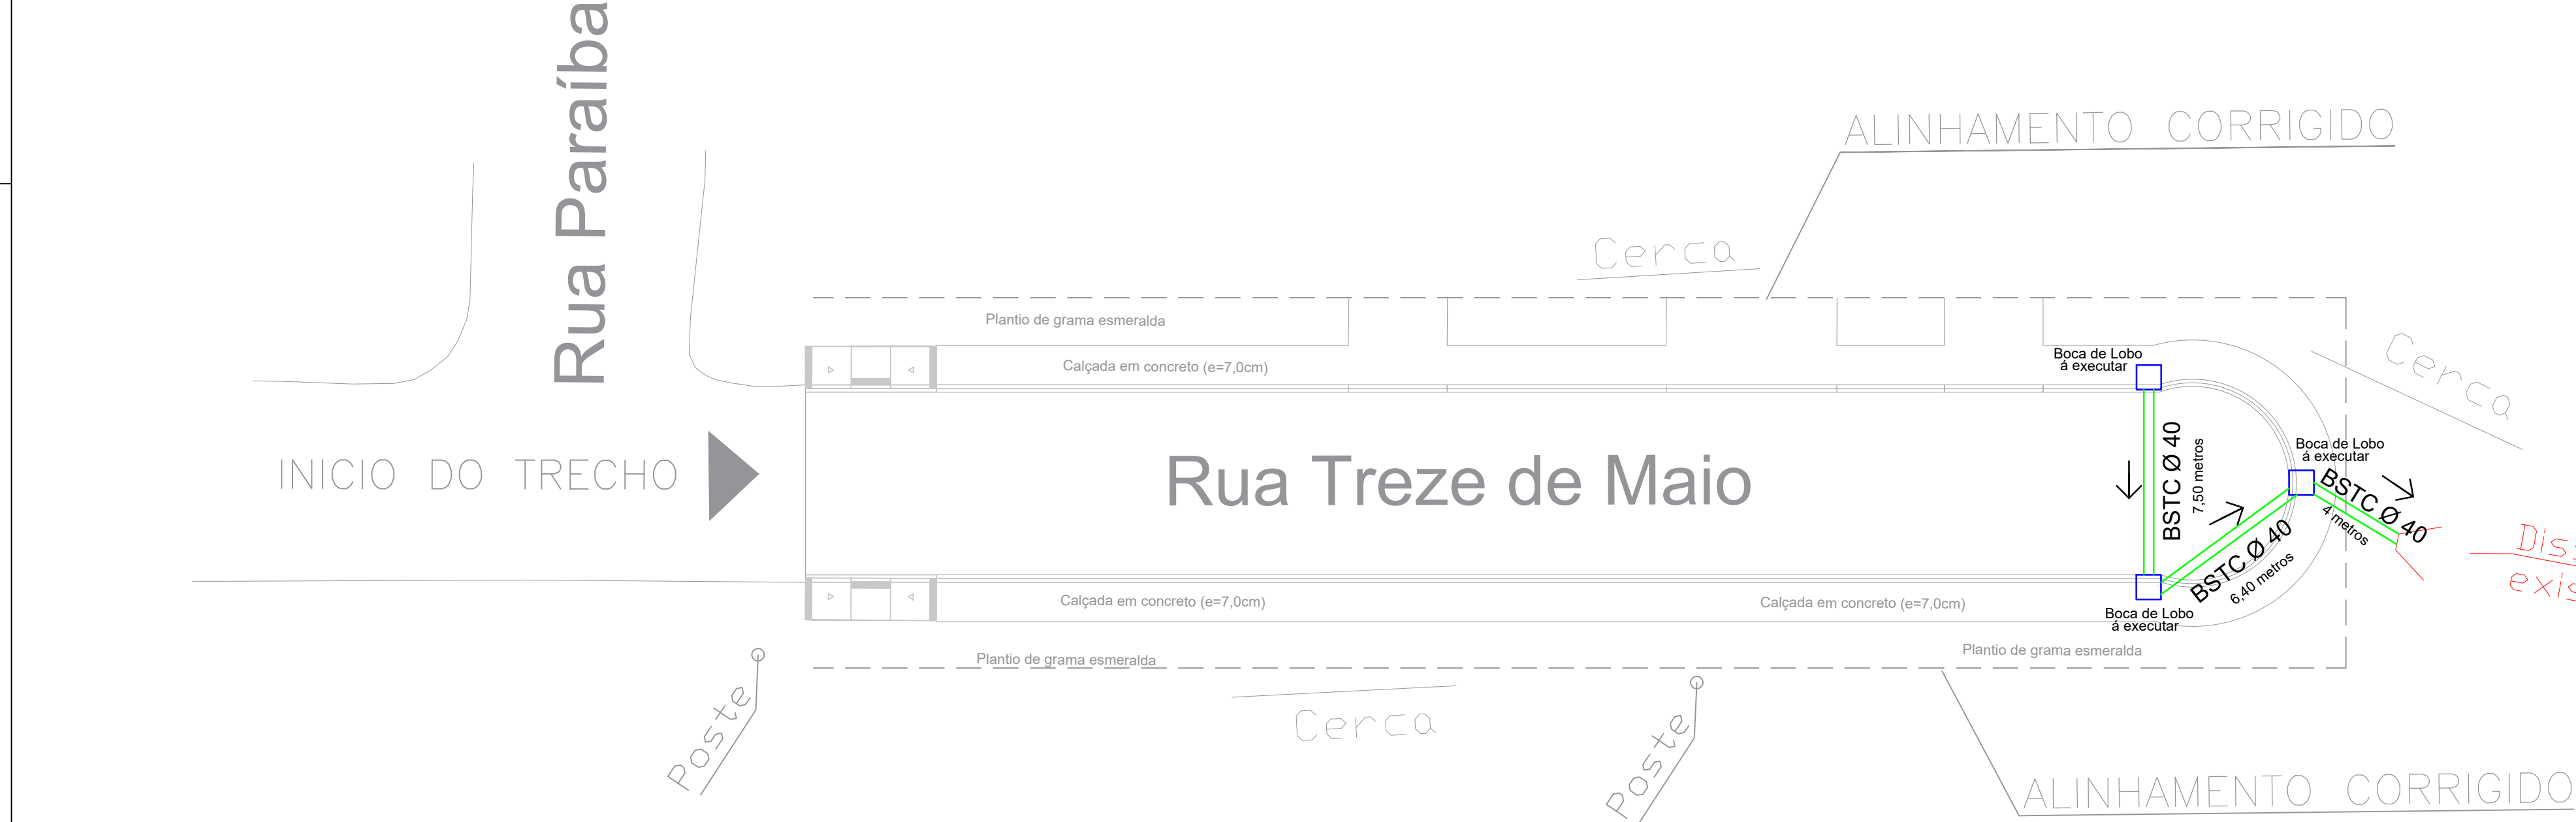 Rua Paraíba
ALINHAMENTO CORRIGIDO
Cerca
Plantio de grama esmeralda
Calçada em concreto (e=7,0cm)
Boca de Lobo
á executar
Cerca
INICIO DO TRECHO
Rua Treze de Maio
BSTC Ø 40
7,50 metros
Boca de Lobo
á executar
BSTC Ø 40
4 metros
BSTC Ø 40
6,40 metros
Calçada em concreto (e=7,0cm)
Calçada em concreto (e=7,0cm)
Boca de Lobo
á executar
Plantio de grama esmeralda
Plantio de grama esmeralda
Poste
Cerca
Poste
ALINHAMENTO CORRIGIDO